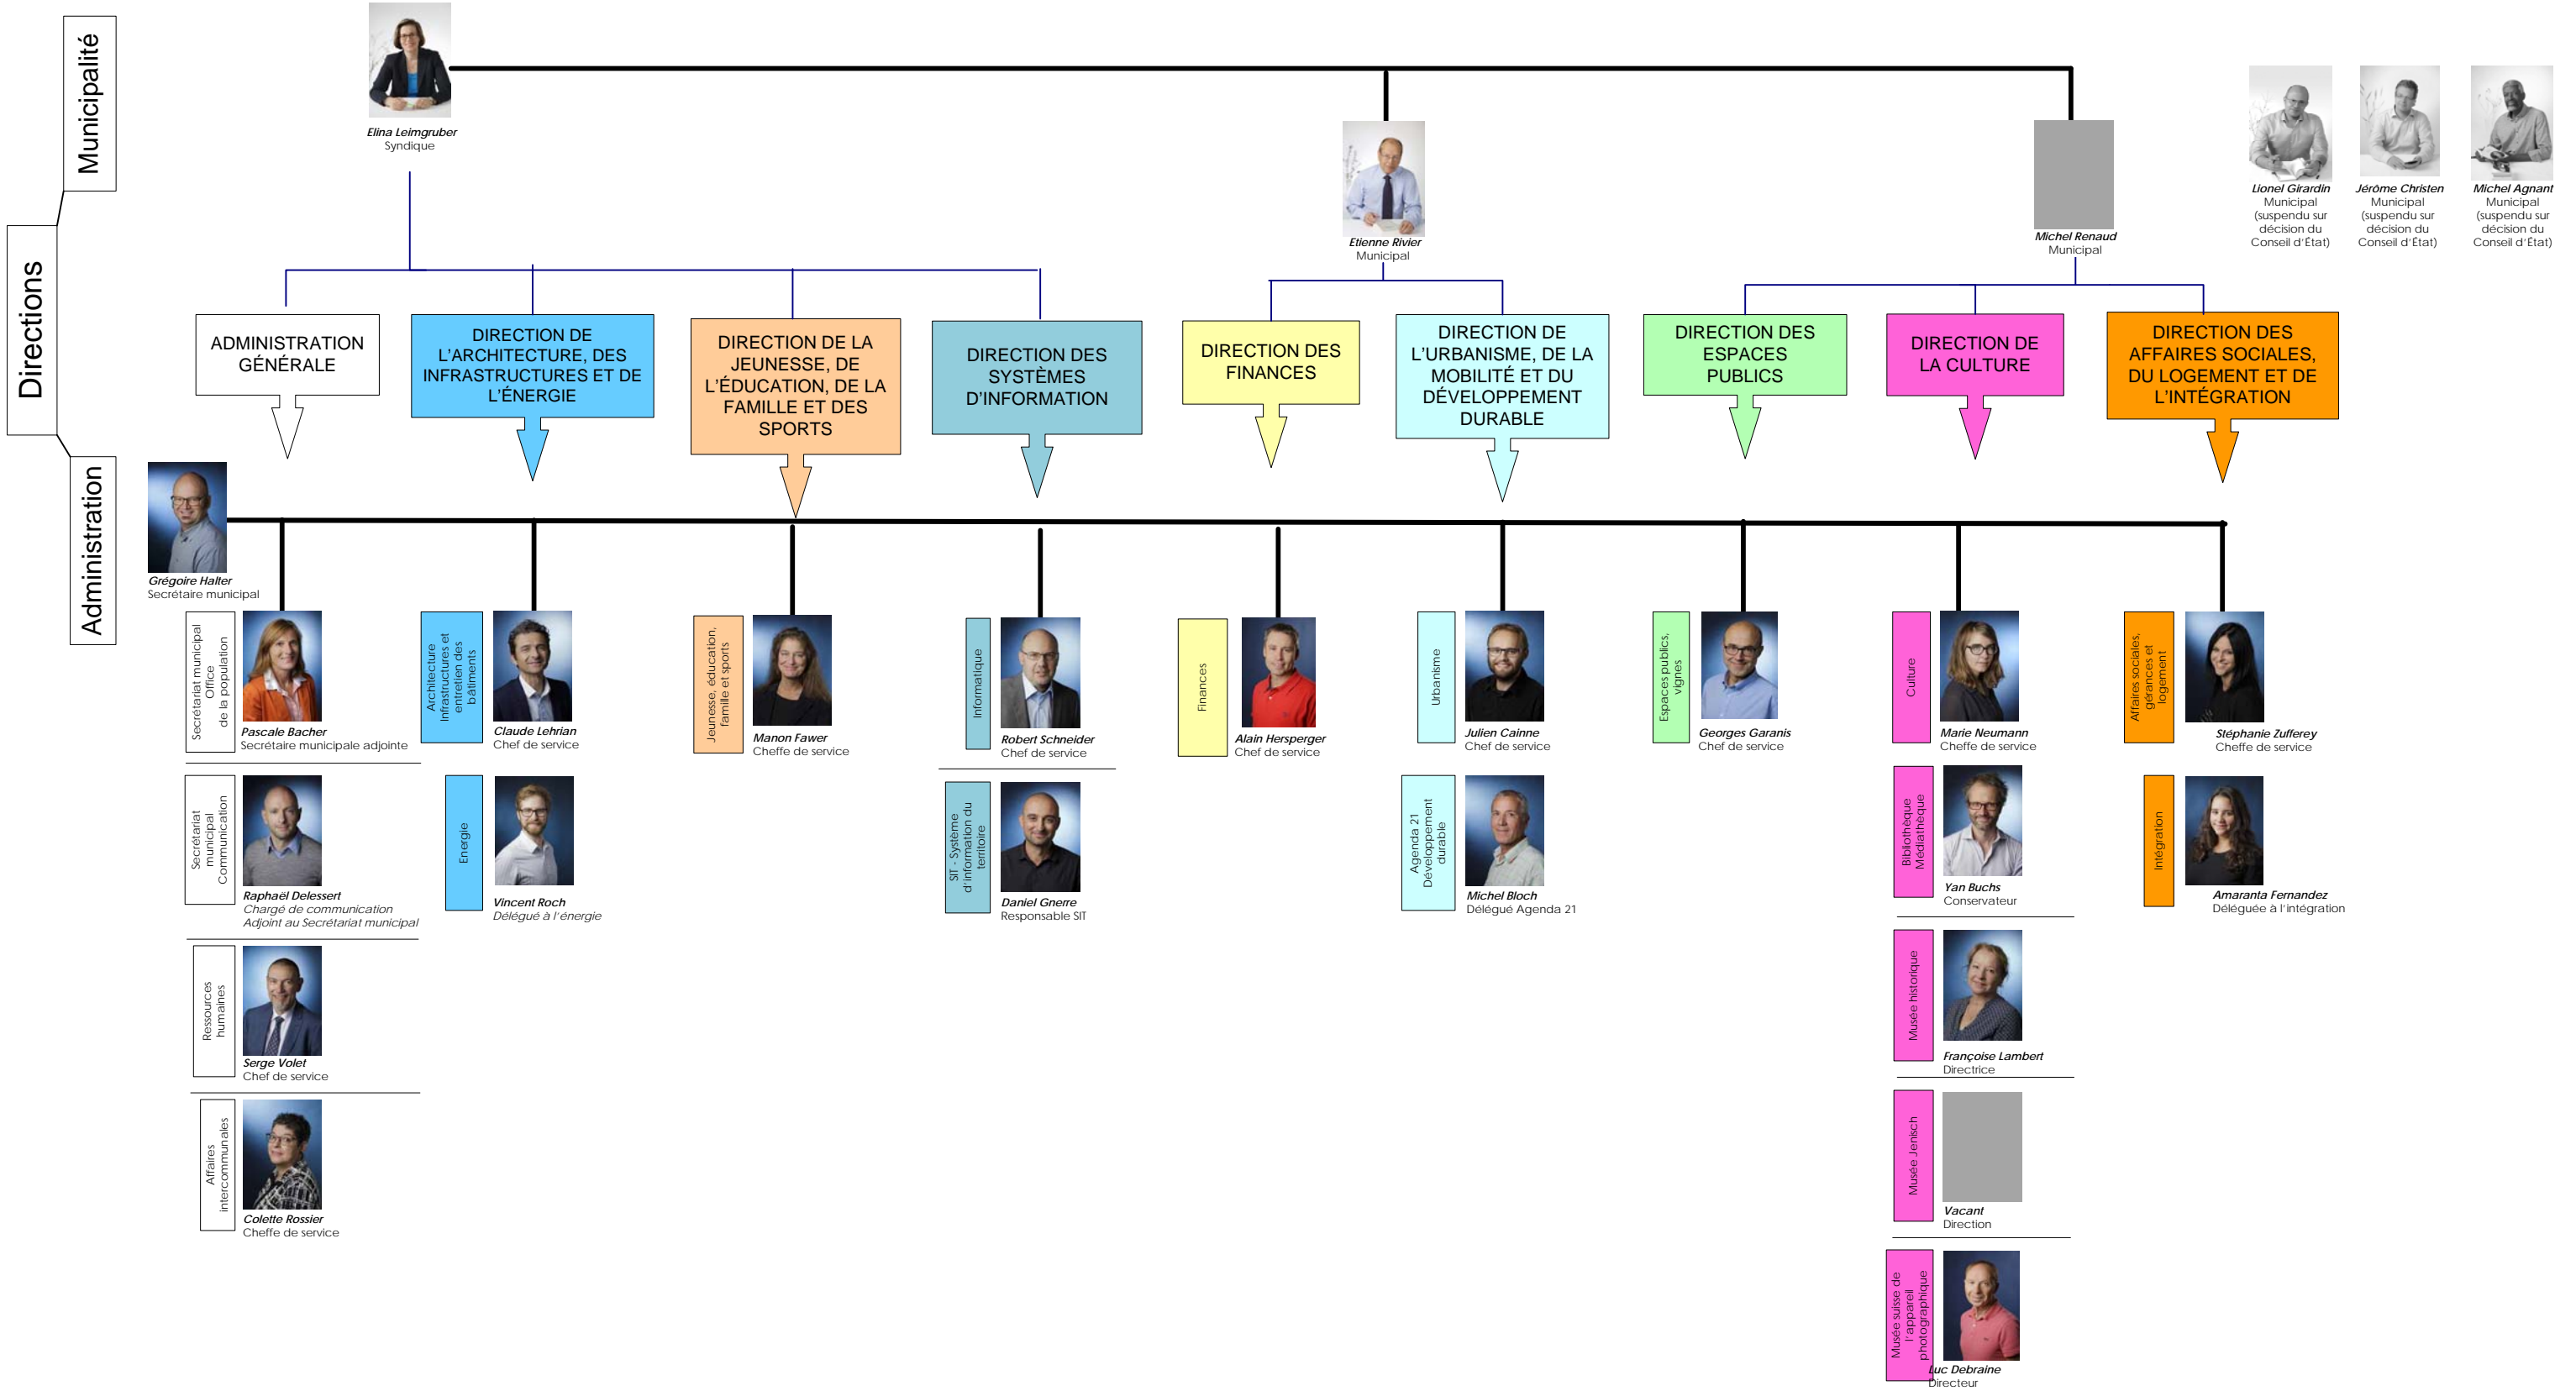 Municipalité
Directions
Administration
Elina Leimgruber
Syndique
Etienne Rivier
Municipal
Michel Renaud
Municipal
Lionel Girardin
Municipal
(suspendu sur
décision du
Conseil d'État)
Jérôme Christen
Municipal
(suspendu sur
décision du
Conseil d'État)
Michel Agnant
Municipal
(suspendu sur
décision du
Conseil d'État)
ADMINISTRATION
GÉNÉRALE
DIRECTION DE
L'ARCHITECTURE, DES
INFRASTRUCTURES ET DE
L'ÉNERGIE
DIRECTION DE LA
JEUNESSE, DE
L'ÉDUCATION, DE LA
FAMILLE ET DES
SPORTS
DIRECTION DES
SYSTÈMES
D'INFORMATION
DIRECTION DES
FINANCES
DIRECTION DE
L'URBANISME, DE LA
MOBILITÉ ET DU
DÉVELOPPEMENT
DURABLE
DIRECTION DES
ESPACES
PUBLICS
DIRECTION DE
LA CULTURE
DIRECTION DES
AFFAIRES SOCIALES,
DU LOGEMENT ET DE
L'INTÉGRATION
Grégoire Halter
Secrétaire municipal
Secrétariat municipal
Office
de la population
Pascale Bacher
Secrétaire municipale adjointe
Secrétariat
municipal
Communication
Raphaël Delessert
Chargé de communication
Adjoint au Secrétariat municipal
Ressources
humaines
Serge Volet
Chef de service
Affaires
intercommunales
Colette Rossier
Cheffe de service
Architecture
Infrastructures et
entretien des
bâtiments
Claude Lehrian
Chef de service
Energie
Vincent Roch
Délégué à l'énergie
Jeunesse, éducation,
famille et sports
Manon Fawer
Cheffe de service
Informatique
Robert Schneider
Chef de service
SIT - Système
d'information du
territoire
Daniel Gnerre
Responsable SIT
Finances
Alain Hersperger
Chef de service
Urbanisme
Julien Cainne
Chef de service
Agenda 21
Développement
durable
Michel Bloch
Délégué Agenda 21
Espaces publics,
vignes
Georges Garanis
Chef de service
Culture
Marie Neumann
Cheffe de service
Bibliothèque
Médiathèque
Yan Buchs
Conservateur
Musée historique
Françoise Lambert
Directrice
Musée Jenisch
Vacant
Direction
Musée suisse de
l'appareil
photographique
Luc Debraine
Directeur
Affaires sociales,
gérances et
logement
Stéphanie Zufferey
Cheffe de service
Intégration
Amaranta Fernandez
Déléguée à l'intégration